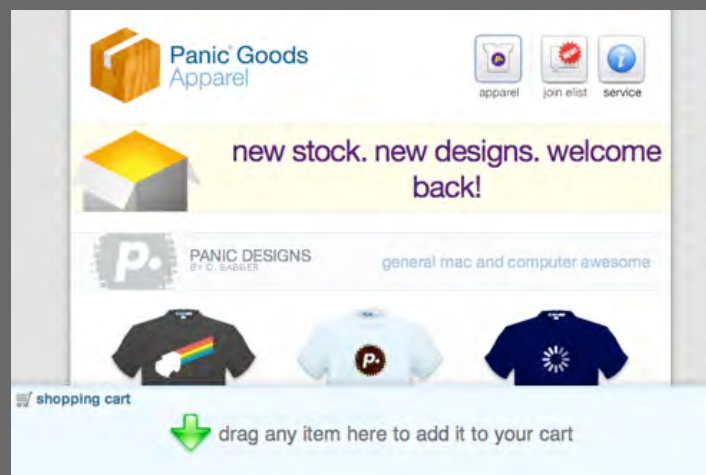 Panic Goods
Apparel
apparel
join elist
service
new stock. new designs. welcome
back!
p.
PANIC DESIGNS
BY C. SASSER
general mac and computer awesome
p.
shopping cart
drag any item here to add it to your cart